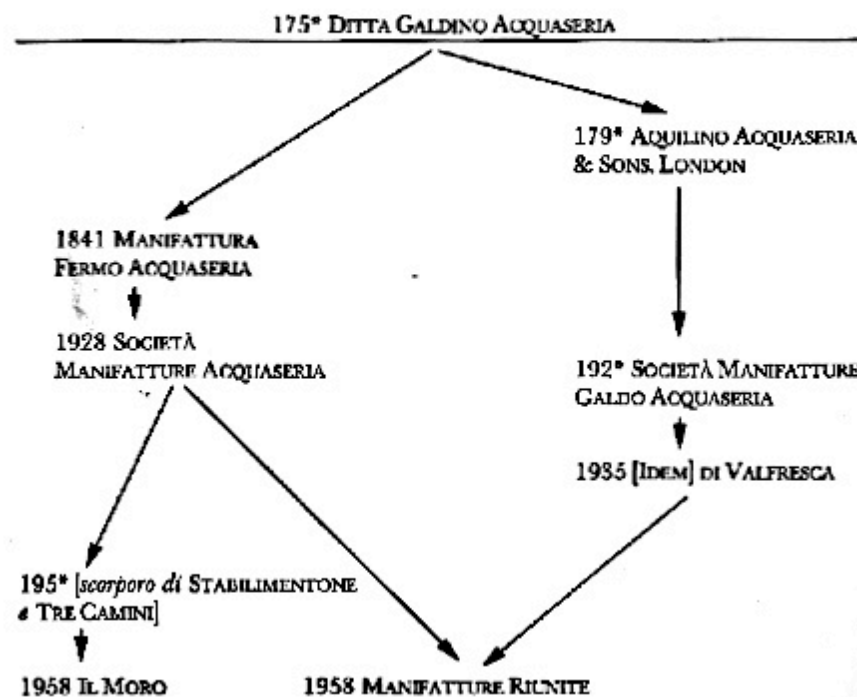 175* DITTA GALDINO ACQUASERIA
179* AQUILINO ACQUASERIA
& SONS, LONDON
1841 MANIFATTURA
FERMO ACQUASERIA
1928 SOCIETÀ
MANIFATTURE ACQUASERIA
192* SOCIETÀ MANIFATTURE
GALDO ACQUASERIA
1935 [IDEM] DI VALFRESCA
195* [scorporo di STABILIMENTONE
e TRE CAMINI]
1958 IL MORO
1958 MANIFATTURE RIUNITE